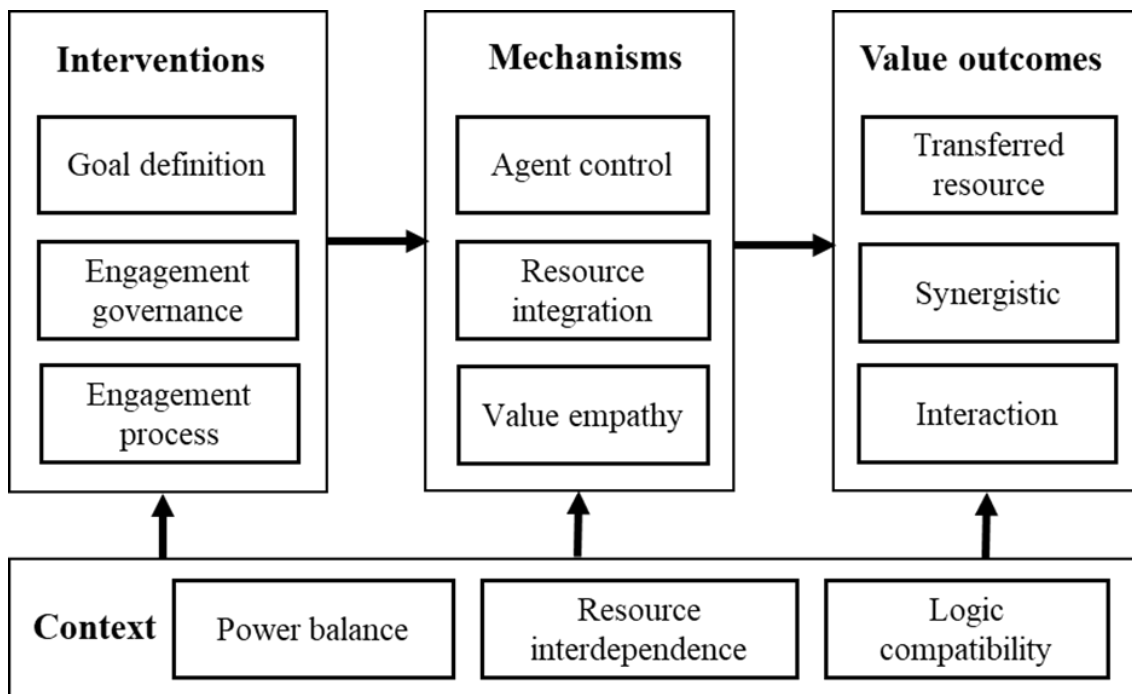 Interventions
Goal definition
Engagement
governance
Engagement
process
Mechanisms
Agent control
Resource
integration
Value empathy
Value outcomes
Transferred
resource
Synergistic
Interaction
Context
Power balance
Resource
interdependence
Logic
compatibility